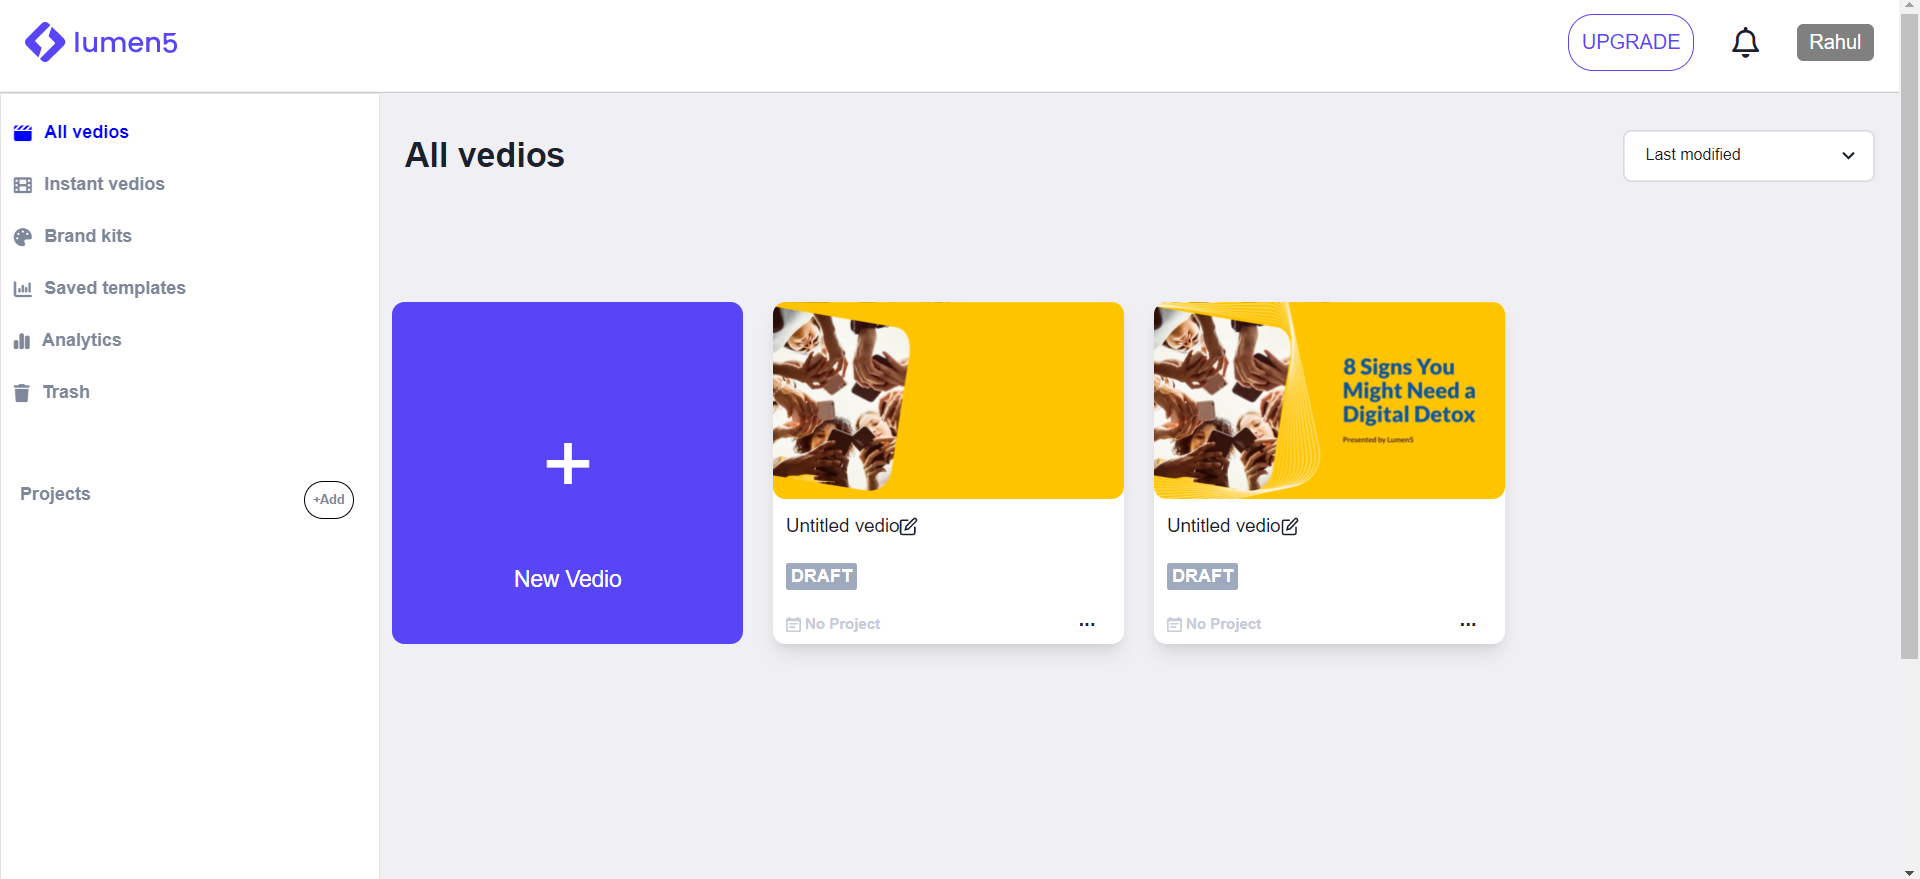 lumen5
UPGRADE
Rahul
All vedios
Instant vedios
Brand kits
Saved templates
Analytics
Trash
Projects
+Add
All vedios
Last modified
New Vedio
Untitled vedio
DRAFT
No Project
...
8 Signs You
Might Need a
Digital Detox
Presented by Lumen5
Untitled vedio
DRAFT
No Project
...